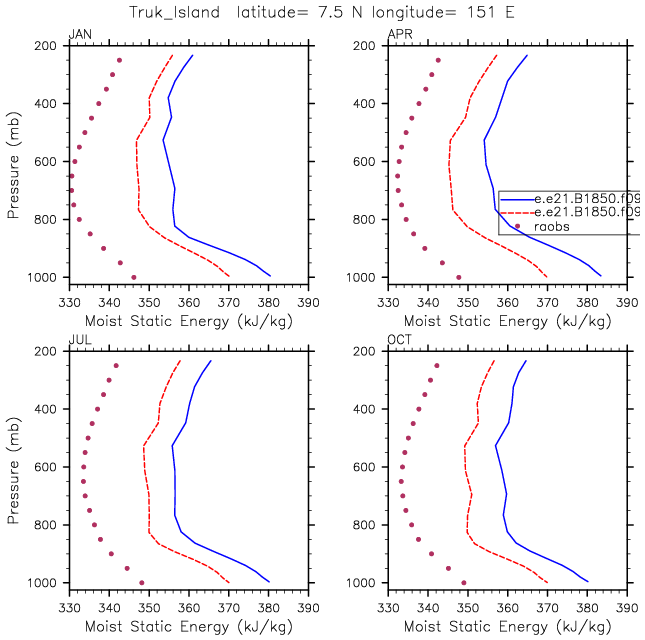 Truk_Island latitude= 7.5 N longitude= 151 E
JAN
200
400
600
800
1000
Pressure (mb)
330 340 350 360 370 380 390
Moist Static Energy (kJ/kg)
APR
200
400
600
800
1000
330 340 350 360 370 380 390
Moist Static Energy (kJ/kg)
e.e21.B1850.f09
e.e21.B1850.f09
raobs
JUL
200
400
600
800
1000
Pressure (mb)
330 340 350 360 370 380 390
Moist Static Energy (kJ/kg)
OCT
200
400
600
800
1000
330 340 350 360 370 380 390
Moist Static Energy (kJ/kg)